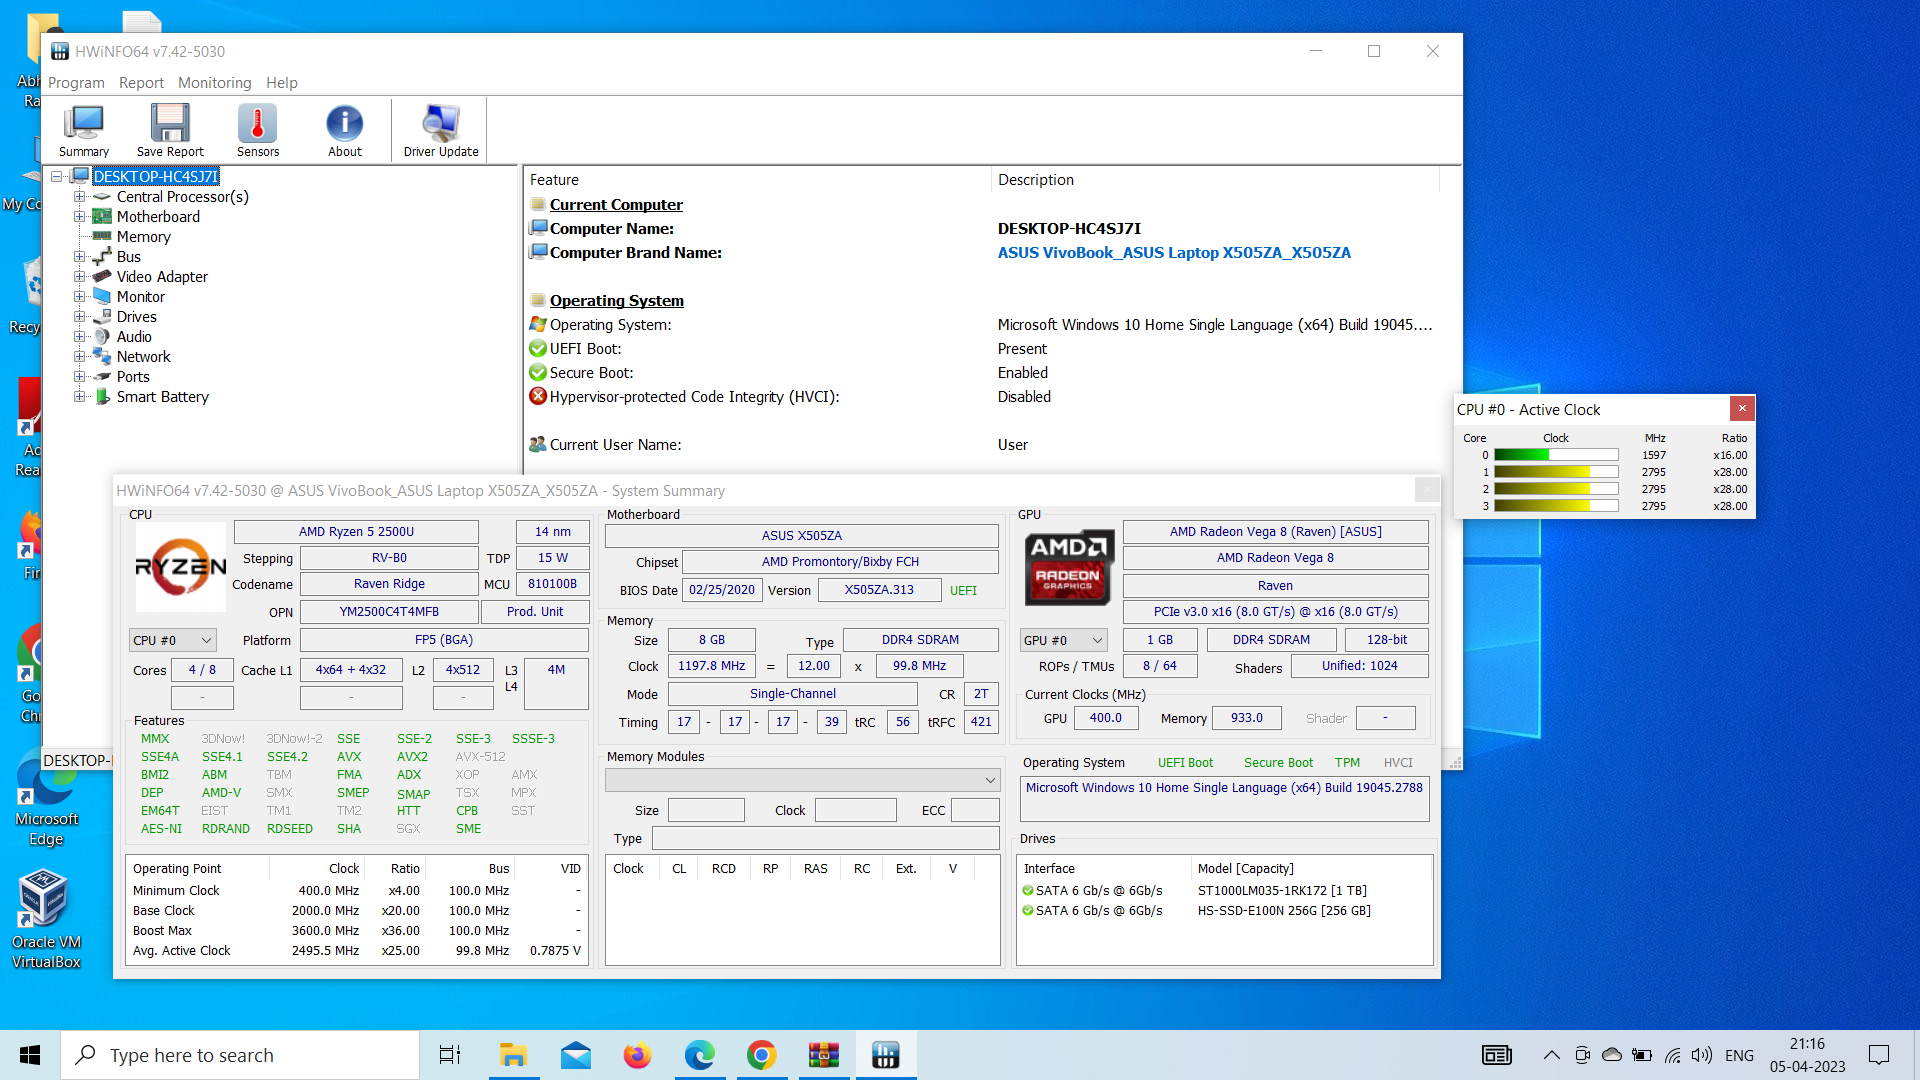 HWiNFO64 v7.42-5030
Program Report Monitoring Help
Summary Save Report Sensors About Driver Update
DESKTOP-HC4SJ7I
Central Processor(s)
Motherboard
Memory
Bus
Video Adapter
Monitor
Drives
Audio
Network
Ports
Smart Battery
Feature Description
Current Computer
Computer Name: DESKTOP-HC4SJ7I
Computer Brand Name: ASUS VivoBook_ASUS Laptop X505ZA_X505ZA
Operating System
Operating System: Microsoft Windows 10 Home Single Language (x64) Build 19045....
UEFI Boot: Present
Secure Boot: Enabled
Hypervisor-protected Code Integrity (HVCI): Disabled
Current User Name: User
CPU #0 - Active Clock
Core Clock MHz Ratio
0 1597 x16.00
1 2795 x28.00
2 2795 x28.00
3 2795 x28.00
HWiNFO64 v7.42-5030 @ ASUS VivoBook_ASUS Laptop X505ZA_X505ZA - System Summary
CPU
RYZEN
AMD Ryzen 5 2500U 14 nm
Stepping RV-B0 TDP 15 W
Codename Raven Ridge MCU 810100B
OPN YM2500C4T4MFB Prod. Unit
CPU #0 Platform FP5 (BGA)
Cores 4 / 8 Cache L1 4x64 + 4x32 L2 4x512 L3 4M
- - - L4
Features
MMX 3DNow! 3DNow!-2 SSE SSE-2 SSE-3 SSSE-3
SSE4A SSE4.1 SSE4.2 AVX AVX2 AVX-512
BMI2 ABM TBM FMA ADX XOP AMX
DEP AMD-V SMX SMEP SMAP TSX MPX
EM64T EIST TM1 TM2 HTT CPB SST
AES-NI RDRAND RDSEED SHA SGX SME
Operating Point Clock Ratio Bus VID
Minimum Clock 400.0 MHz x4.00 100.0 MHz -
Base Clock 2000.0 MHz x20.00 100.0 MHz -
Boost Max 3600.0 MHz x36.00 100.0 MHz -
Avg. Active Clock 2495.5 MHz x25.00 99.8 MHz 0.7875 V
Motherboard
ASUS X505ZA
Chipset AMD Promontory/Bixby FCH
BIOS Date 02/25/2020 Version X505ZA.313 UEFI
Memory
Size 8 GB Type DDR4 SDRAM
Clock 1197.8 MHz = 12.00 x 99.8 MHz
Mode Single-Channel CR 2T
Timing 17 - 17 - 17 - 39 tRC 56 tRFC 421
Memory Modules
Size Clock ECC
Type
Clock CL RCD RP RAS RC Ext. V
GPU
AMD
RADEON
GRAPHICS
AMD Radeon Vega 8 (Raven) [ASUS]
AMD Radeon Vega 8
Raven
PCIe v3.0 x16 (8.0 GT/s) @ x16 (8.0 GT/s)
GPU #0 1 GB DDR4 SDRAM 128-bit
ROPs / TMUs 8 / 64 Shaders Unified: 1024
Current Clocks (MHz)
GPU 400.0 Memory 933.0 Shader -
Operating System UEFI Boot Secure Boot TPM HVCI
Microsoft Windows 10 Home Single Language (x64) Build 19045.2788
Drives
Interface Model [Capacity]
SATA 6 Gb/s @ 6Gb/s ST1000LM035-1RK172 [1 TB]
SATA 6 Gb/s @ 6Gb/s HS-SSD-E100N 256G [256 GB]
Abh
Ra
My Co
Recy
Ac
Rea
Fir
Go
Chr
DESKTOP-
Microsoft
Edge
Oracle VM
VirtualBox
Type here to search
ENG
21:16
05-04-2023